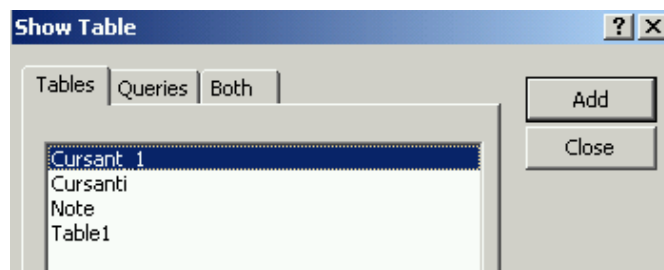 Show Table
? X
Tables Queries Both
Add
Close
Cursant_1
Cursanti
Note
Table1